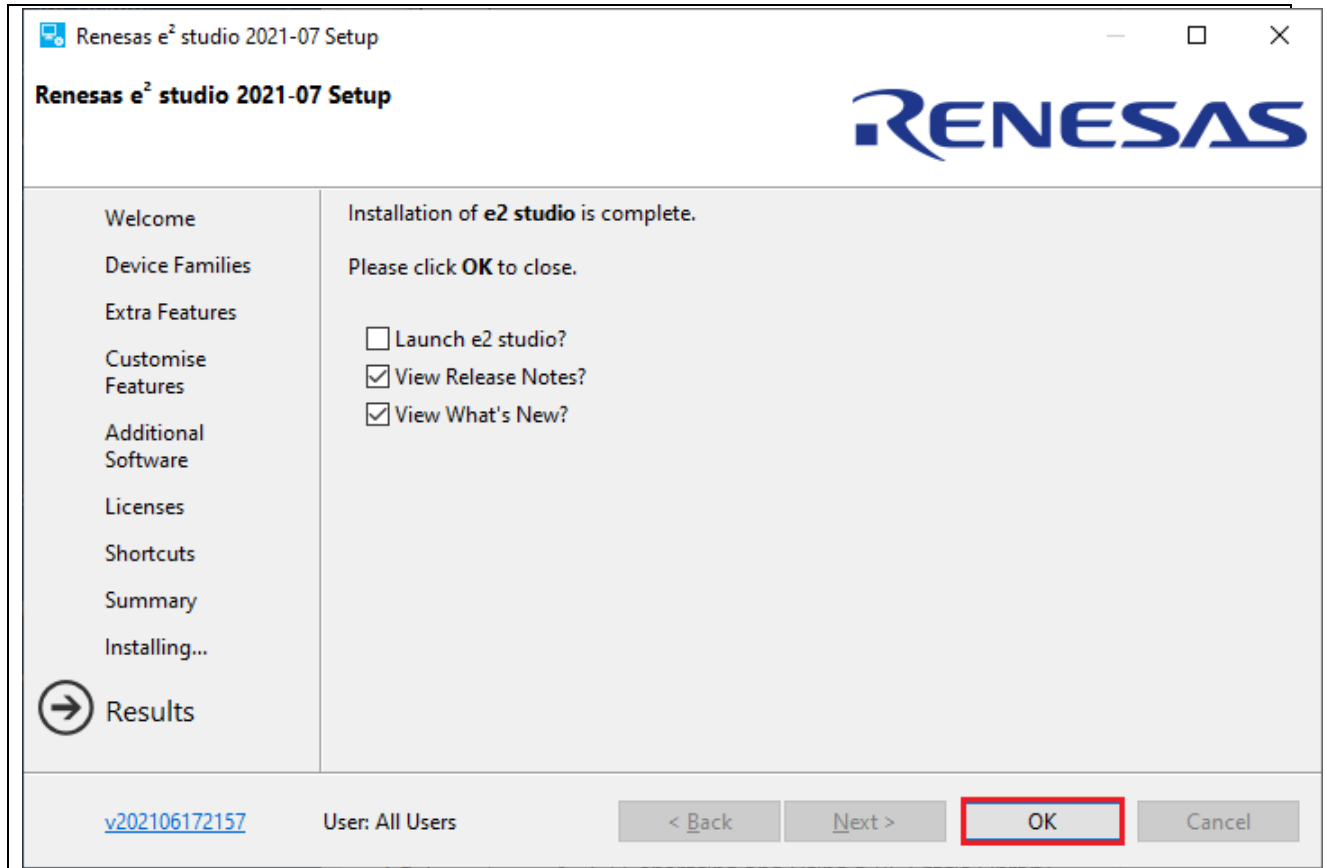 Renesas e² studio 2021-07 Setup
Renesas e² studio 2021-07 Setup
RENESAS
Welcome
Device Families
Extra Features
Customise
Features
Additional
Software
Licenses
Shortcuts
Summary
Installing...
Results
Installation of e2 studio is complete.
Please click OK to close.
Launch e2 studio?
View Release Notes?
View What's New?
v202106172157
User: All Users
< Back
Next >
OK
Cancel